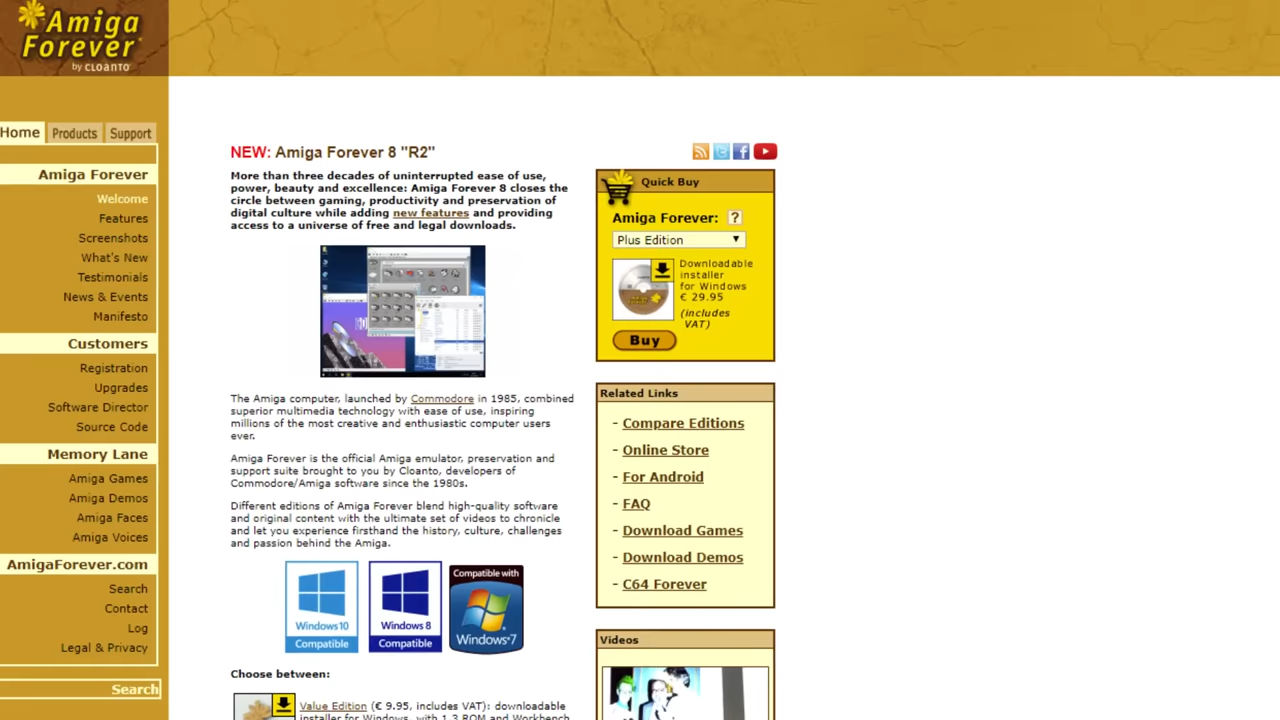 Amiga
Forever
by CLOANTO
Home
Products
Support
Amiga Forever
Welcome
Features
Screenshots
What's New
Testimonials
News & Events
Manifesto
Customers
Registration
Upgrades
Software Director
Source Code
Memory Lane
Amiga Games
Amiga Demos
Amiga Faces
Amiga Voices
AmigaForever.com
Search
Contact
Log
Legal & Privacy
Search
NEW: Amiga Forever 8 "R2"
More than three decades of uninterrupted ease of use,
power, beauty and excellence: Amiga Forever 8 closes the
circle between gaming, productivity and preservation of
digital culture while adding new features and providing
access to a universe of free and legal downloads.
The Amiga computer, launched by Commodore in 1985, combined
superior multimedia technology with ease of use, inspiring
millions of the most creative and enthusiastic computer users
ever.
Amiga Forever is the official Amiga emulator, preservation and
support suite brought to you by Cloanto, developers of
Commodore/Amiga software since the 1980s.
Different editions of Amiga Forever blend high-quality software
and original content with the ultimate set of videos to chronicle
and let you experience firsthand the history, culture, challenges
and passion behind the Amiga.
Windows 10
Compatible
Windows 8
Compatible
Compatible with
Windows 7
Choose between:
Value Edition (€ 9.95, includes VAT): downloadable
installer for Windows, with 1.3 ROM and Workbench
Quick Buy
Amiga Forever: ?
Plus Edition
Downloadable
installer
for Windows
€ 29.95
(includes
VAT)
Buy
Related Links
- Compare Editions
- Online Store
- For Android
- FAQ
- Download Games
- Download Demos
- C64 Forever
Videos